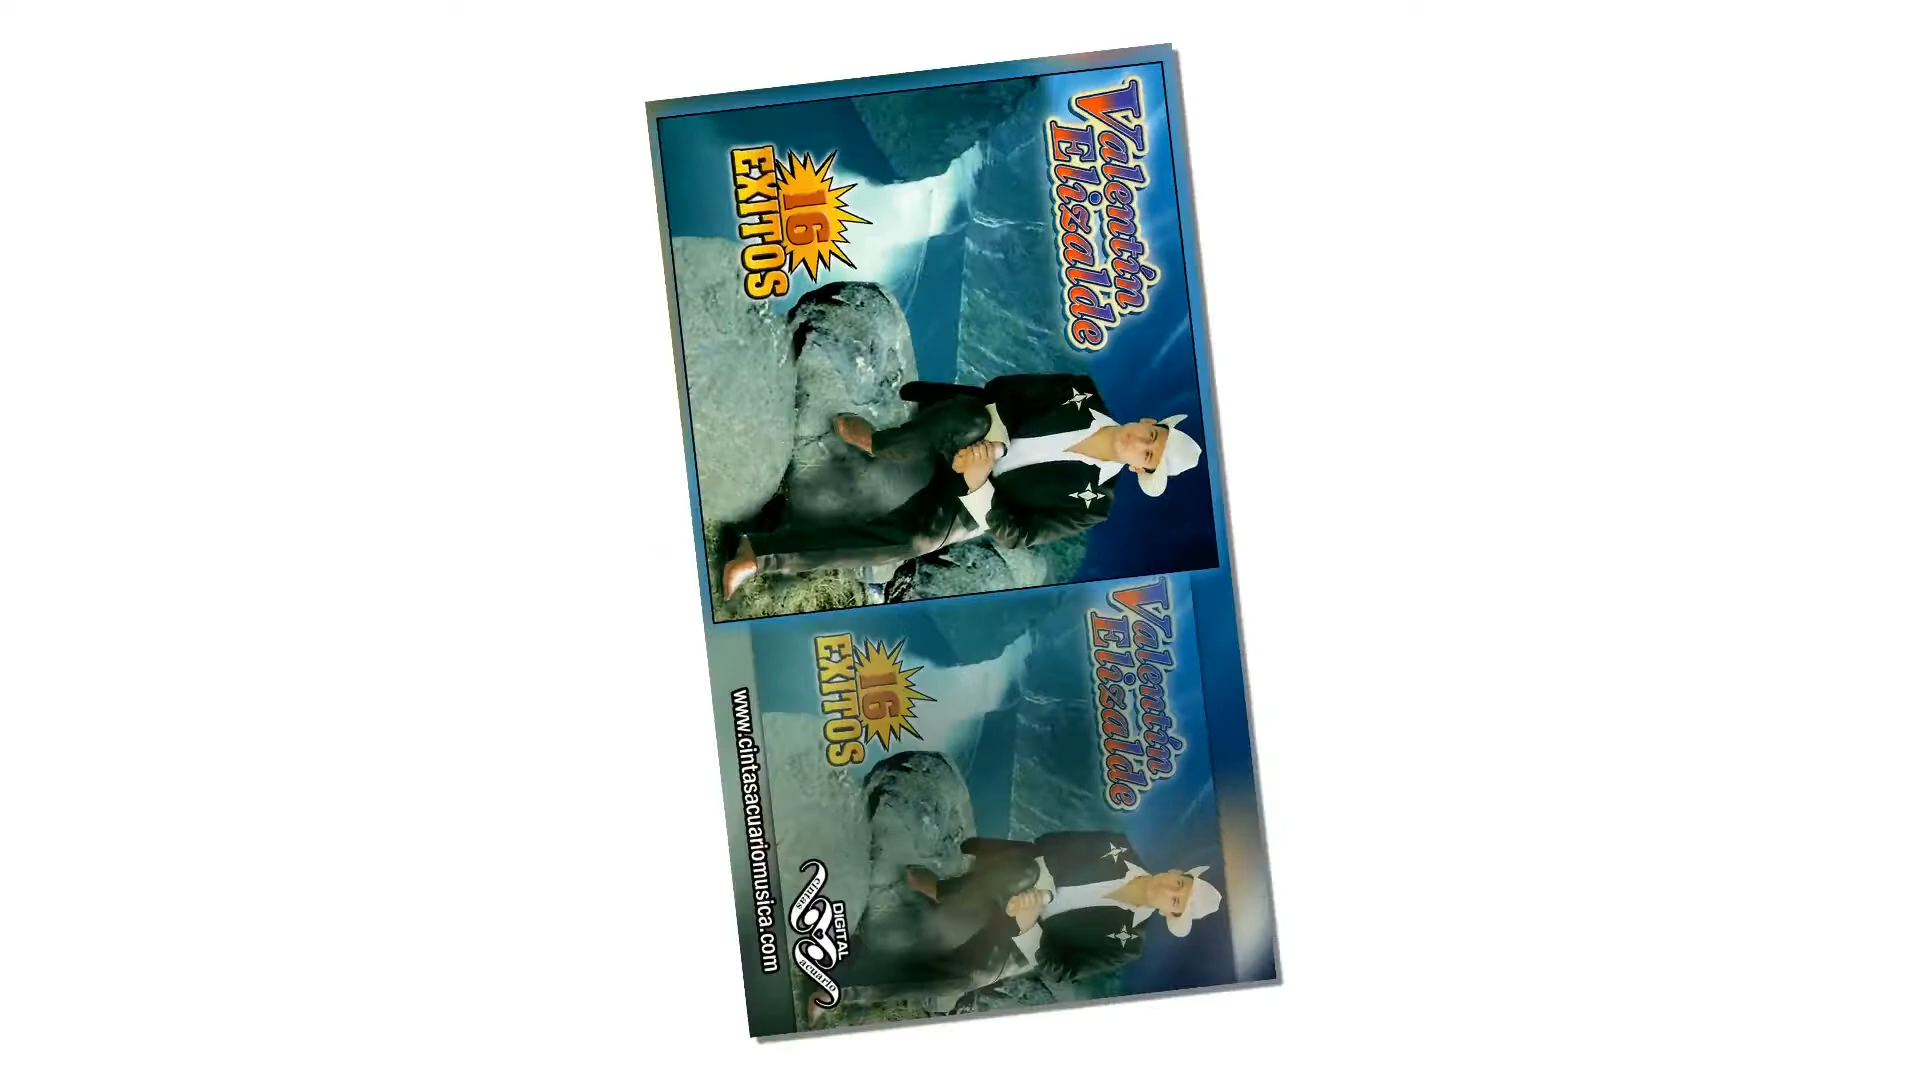 Valentín
Elizalde
16
EXITOS
Valentín
Elizalde
16
EXITOS
DIGITAL
cintas
acuario
www.cintasacuariomusica.com